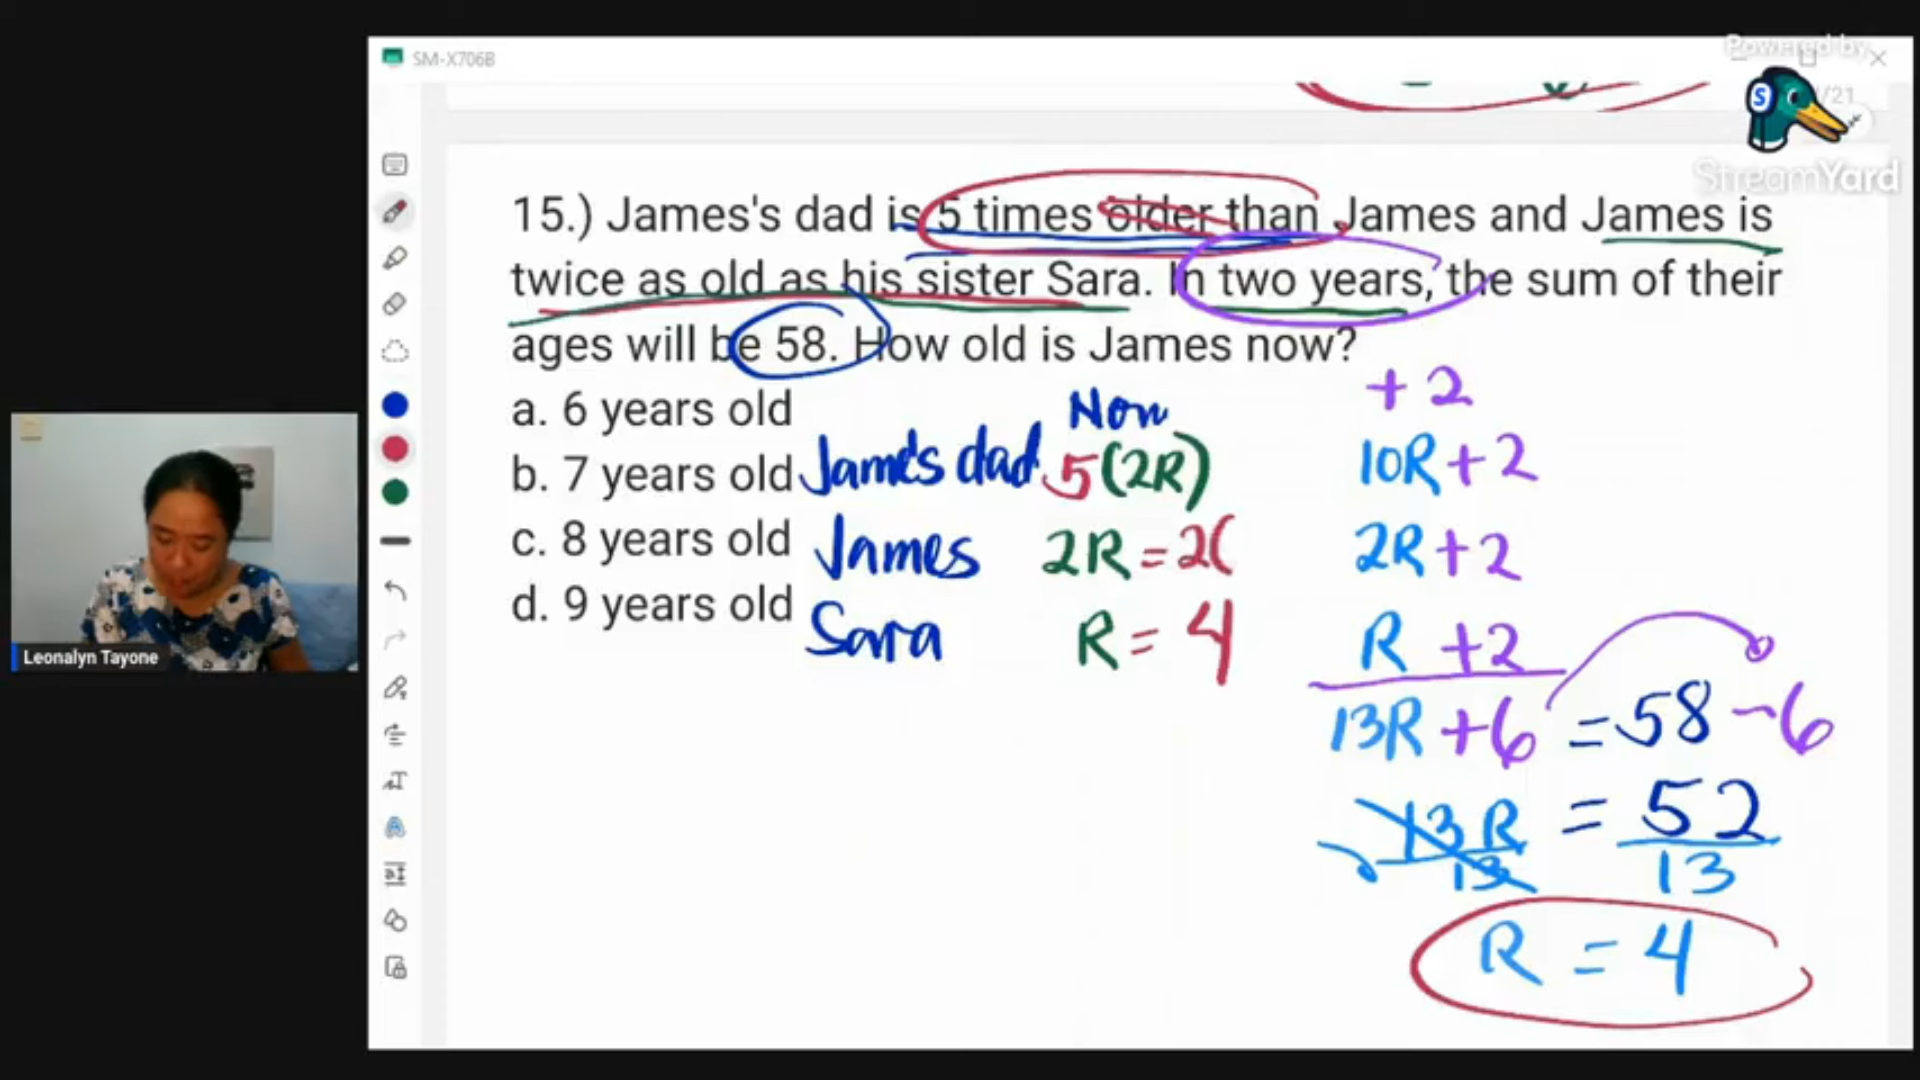 SM-X706B
Powered by
/21
StreamYard
15.) James's dad is 5 times older than James and James is
twice as old as his sister Sara. In two years, the sum of their
ages will be 58. How old is James now?
a. 6 years old
b. 7 years old
c. 8 years old
d. 9 years old
Now
+ 2
James dad 5(2R)
10R + 2
James 2R = 2(
2R + 2
Sara R = 4
R + 2
13R + 6 = 58 - 6
13R = 52
13 13
R = 4
Leonalyn Tayone